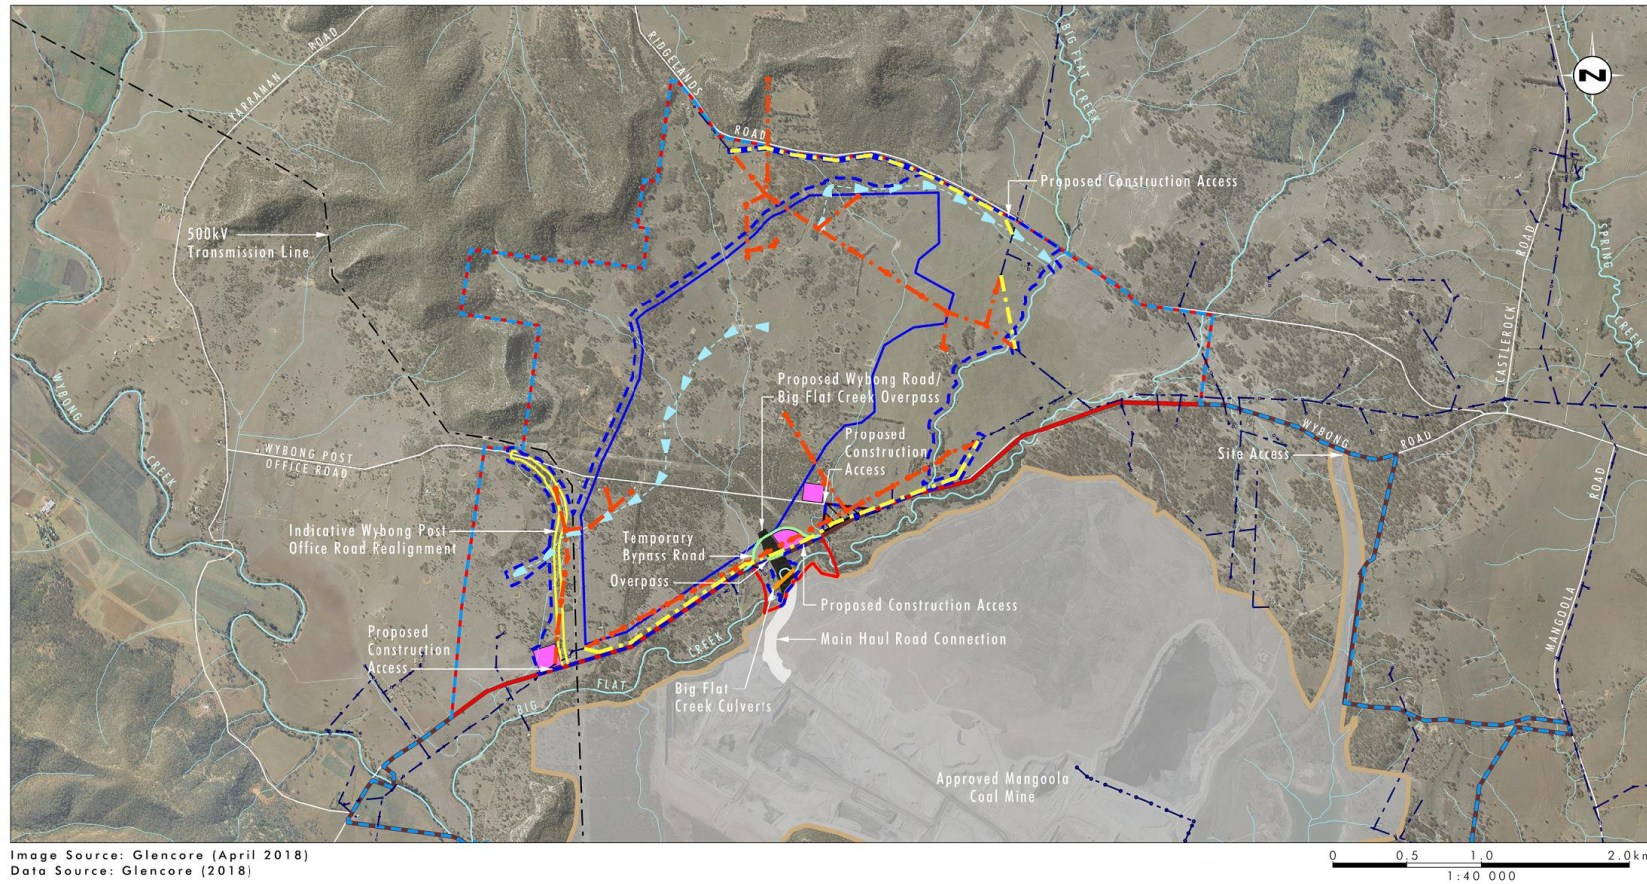 YARRAMAN ROAD
RIDGELANDS
ROAD
BIG FLAT CREEK
N
Proposed Construction Access
500kV
Transmission Line
ROAD
SPRING
CREEK
CASTLEROCK
Proposed Wybong Road/
Big Flat Creek Overpass
WYBONG
CREEK
Proposed
Construction
Access
WYBONG ROAD
WYBONG POST
OFFICE ROAD
Site Access
ROAD
Indicative Wybong Post
Office Road Realignment
Temporary
Bypass Road
Overpass
Proposed Construction Access
MANGOOLA
Main Haul Road Connection
Proposed
Construction
Access
CREEK
FLAT
BIG
Big Flat
Creek Culverts
Approved Mangoola
Coal Mine
Image Source: Glencore (April 2018)
Data Source: Glencore (2018)
0 0.5 1.0 2.0km
1:40 000